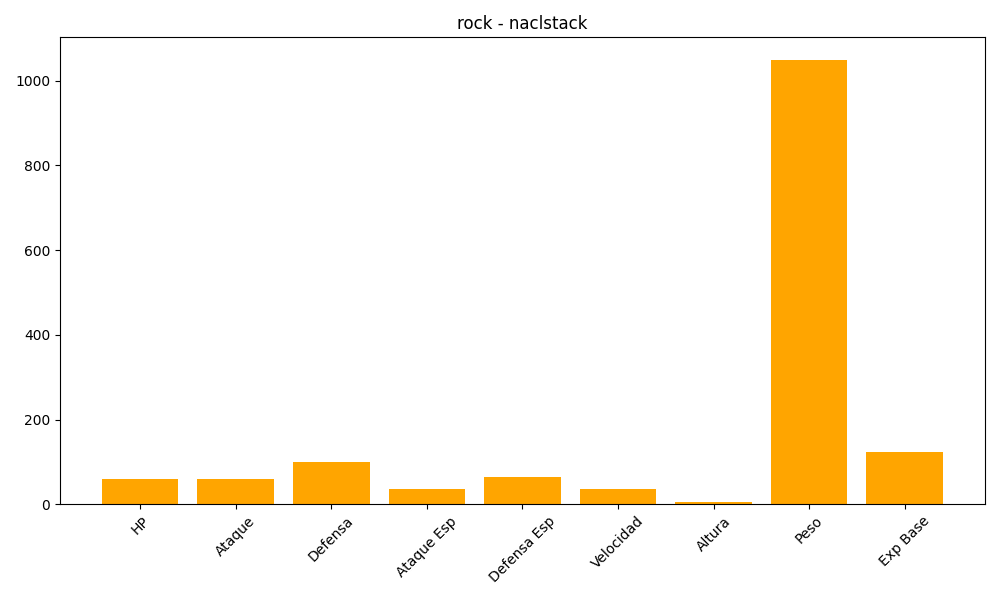 rock - naclstack
1000
800
600
400
200
0
HP
Ataque
Defensa
Ataque Esp
Defensa Esp
Velocidad
Altura
Peso
Exp Base